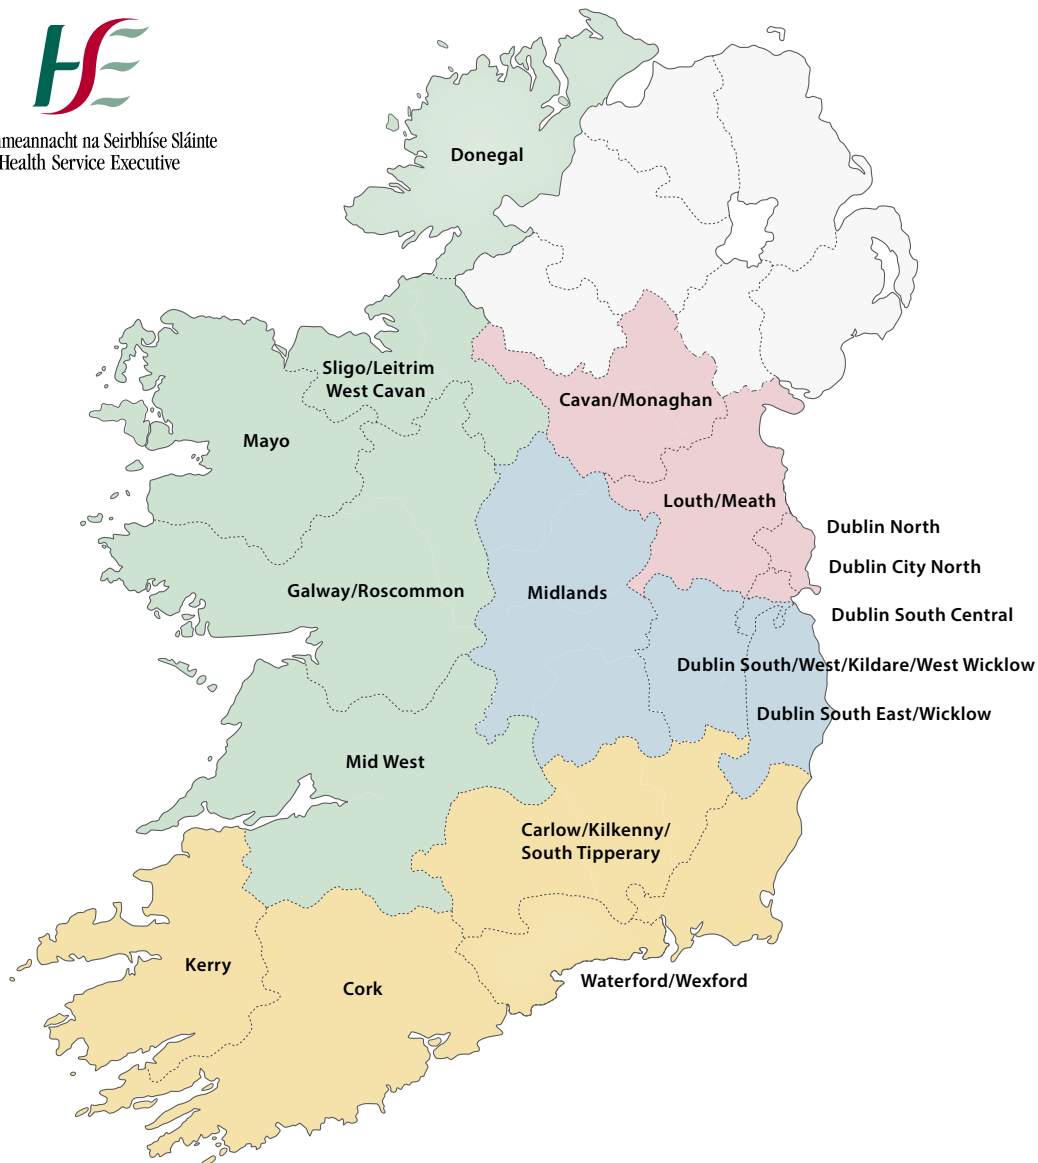 na Seirbhíse Sláinte
Health Service Executive
Donegal
Sligo/Leitrim
West Cavan
Cavan/Monaghan
Mayo
Louth/Meath
Dublin North
Dublin City North
Galway/Roscommon
Midlands
Dublin South Central
Dublin South/West/Kildare/West Wicklow
Dublin South East/Wicklow
Mid West
Carlow/Kilkenny/
South Tipperary
Kerry
Cork
Waterford/Wexford